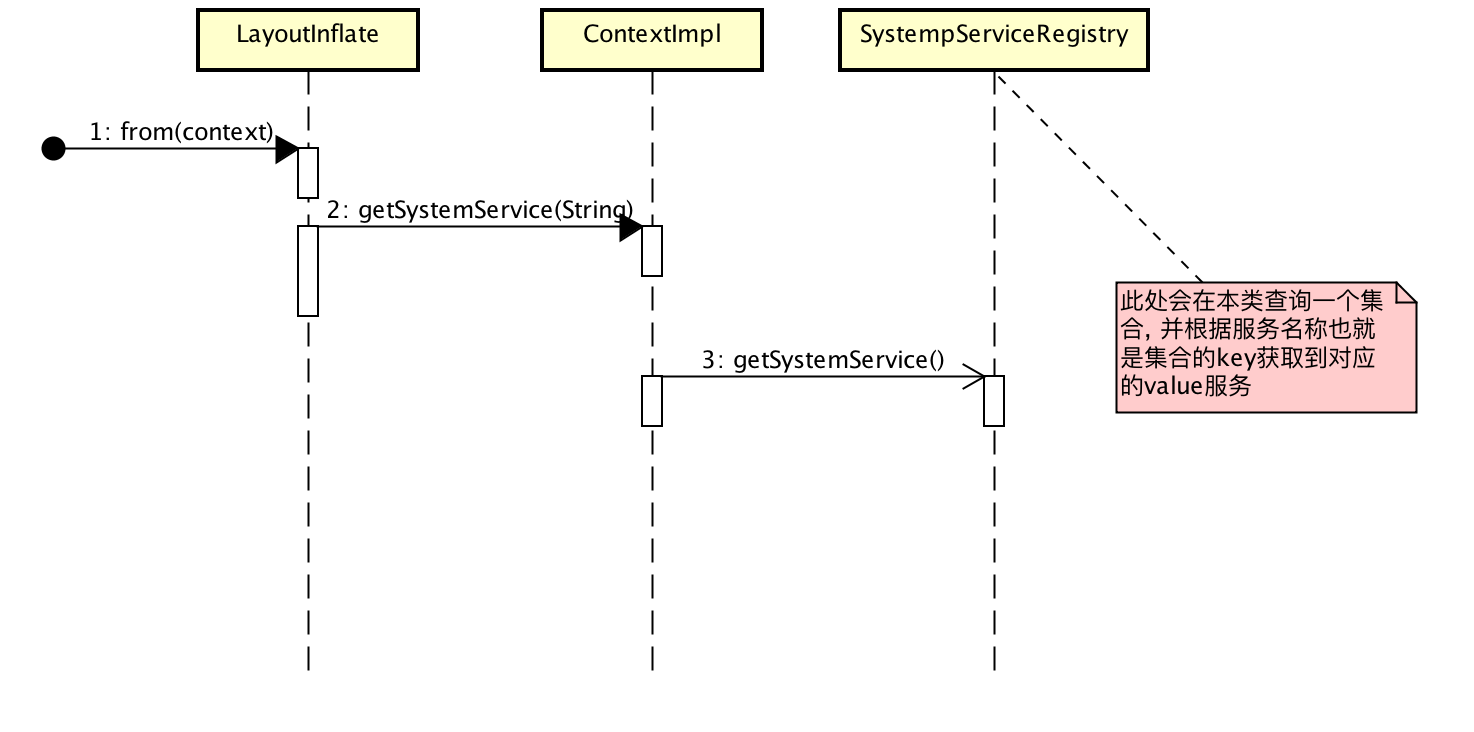 LayoutInflate
ContextImpl
SystempServiceRegistry
1: from(context)
2: getSystemService(String)
此处会在本类查询一个集
合, 并根据服务名称也就
是集合的key获取到对应
的value服务
3: getSystemService()